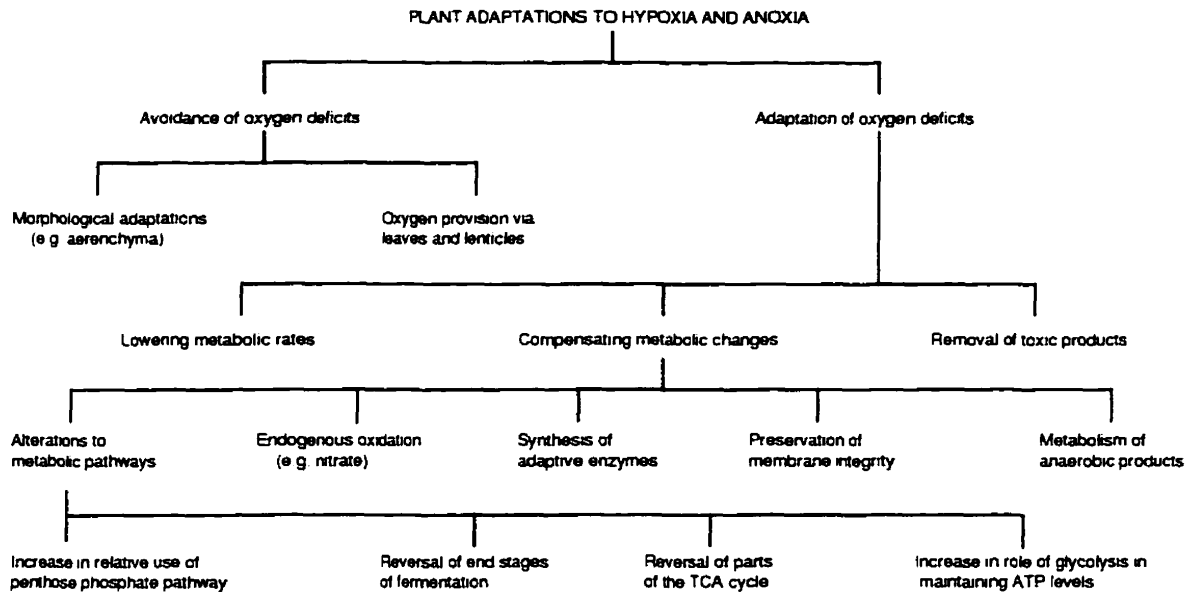 PLANT ADAPTATIONS TO HYPOXIA AND ANOXIA
Avoidance of oxygen deficits
Adaptation of oxygen deficits
Morphological adaptations
(e g aerenchyma)
Oxygen provision via
leaves and lenticles
Lowering metabolic rates
Compensating metabolic changes
Removal of toxic products
Alterations to
metabolic pathways
Endogenous oxidation
(e g. nitrate)
Synthesis of
adaptive enzymes
Preservation of
membrane integrity
Metabolism of
anaerobic products
Increase in relative use of
penthose phosphate pathway
Reversal of end stages
of fermentation
Reversal of parts
of the TCA cycle
Increase in role of glycolysis in
maintaining ATP levels